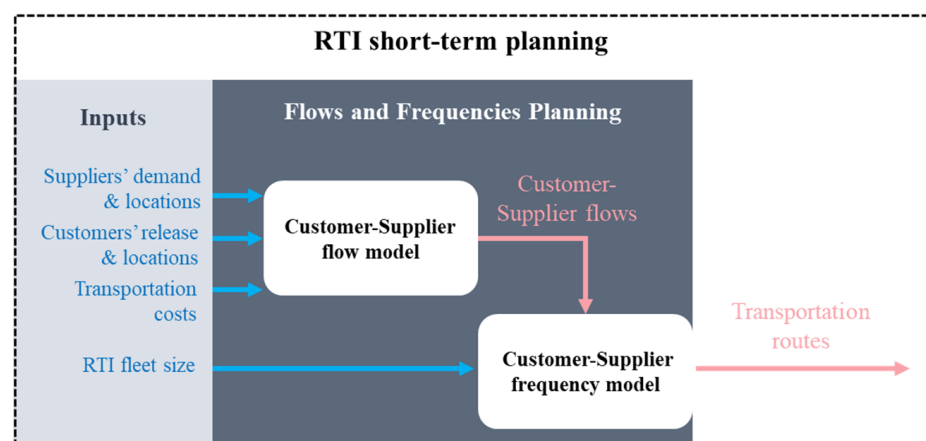 RTI short-term planning
Inputs
Flows and Frequencies Planning
Suppliers’ demand
& locations
Customers’ release
& locations
Transportation
costs
RTI fleet size
Customer-Supplier
flow model
Customer-
Supplier flows
Customer-Supplier
frequency model
Transportation
routes